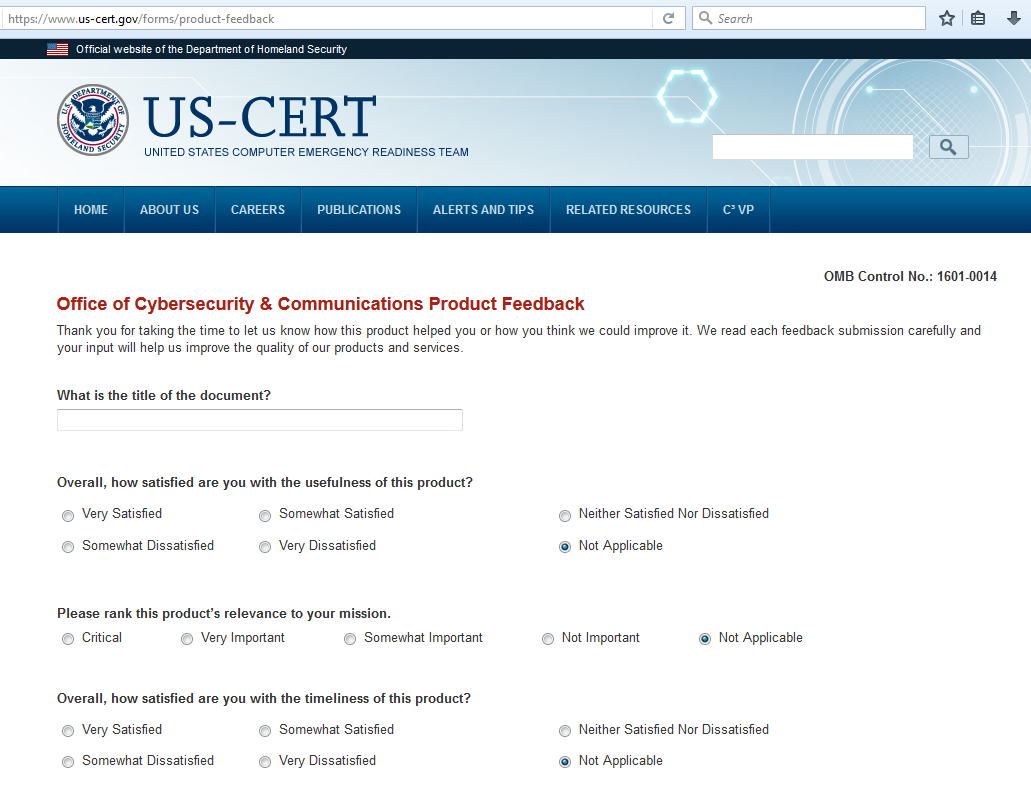 https://www.us-cert.gov/forms/product-feedback
Search
Official website of the Department of Homeland Security
U.S. DEPARTMENT OF HOMELAND SECURITY
US-CERT
UNITED STATES COMPUTER EMERGENCY READINESS TEAM
HOME ABOUT US CAREERS PUBLICATIONS ALERTS AND TIPS RELATED RESOURCES C³ VP
OMB Control No.: 1601-0014
Office of Cybersecurity & Communications Product Feedback
Thank you for taking the time to let us know how this product helped you or how you think we could improve it. We read each feedback submission carefully and
your input will help us improve the quality of our products and services.
What is the title of the document?
Overall, how satisfied are you with the usefulness of this product?
Very Satisfied Somewhat Satisfied Neither Satisfied Nor Dissatisfied
Somewhat Dissatisfied Very Dissatisfied Not Applicable
Please rank this product's relevance to your mission.
Critical Very Important Somewhat Important Not Important Not Applicable
Overall, how satisfied are you with the timeliness of this product?
Very Satisfied Somewhat Satisfied Neither Satisfied Nor Dissatisfied
Somewhat Dissatisfied Very Dissatisfied Not Applicable